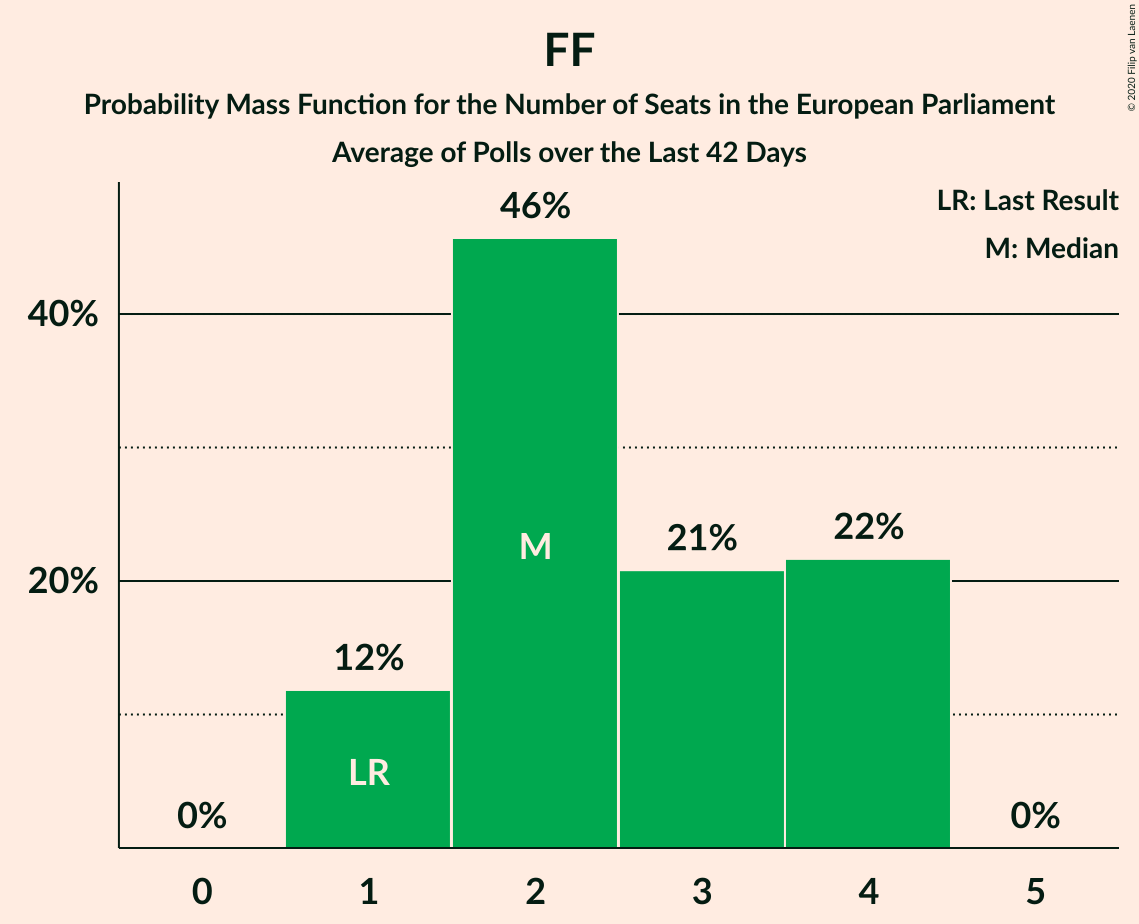 FF
Probability Mass Function for the Number of Seats in the European Parliament
Average of Polls over the Last 42 Days
© 2020 Filip van Laenen
LR: Last Result
M: Median
46%
40%
22%
21%
M
20%
12%
LR
0%
0%
0 1 2 3 4 5